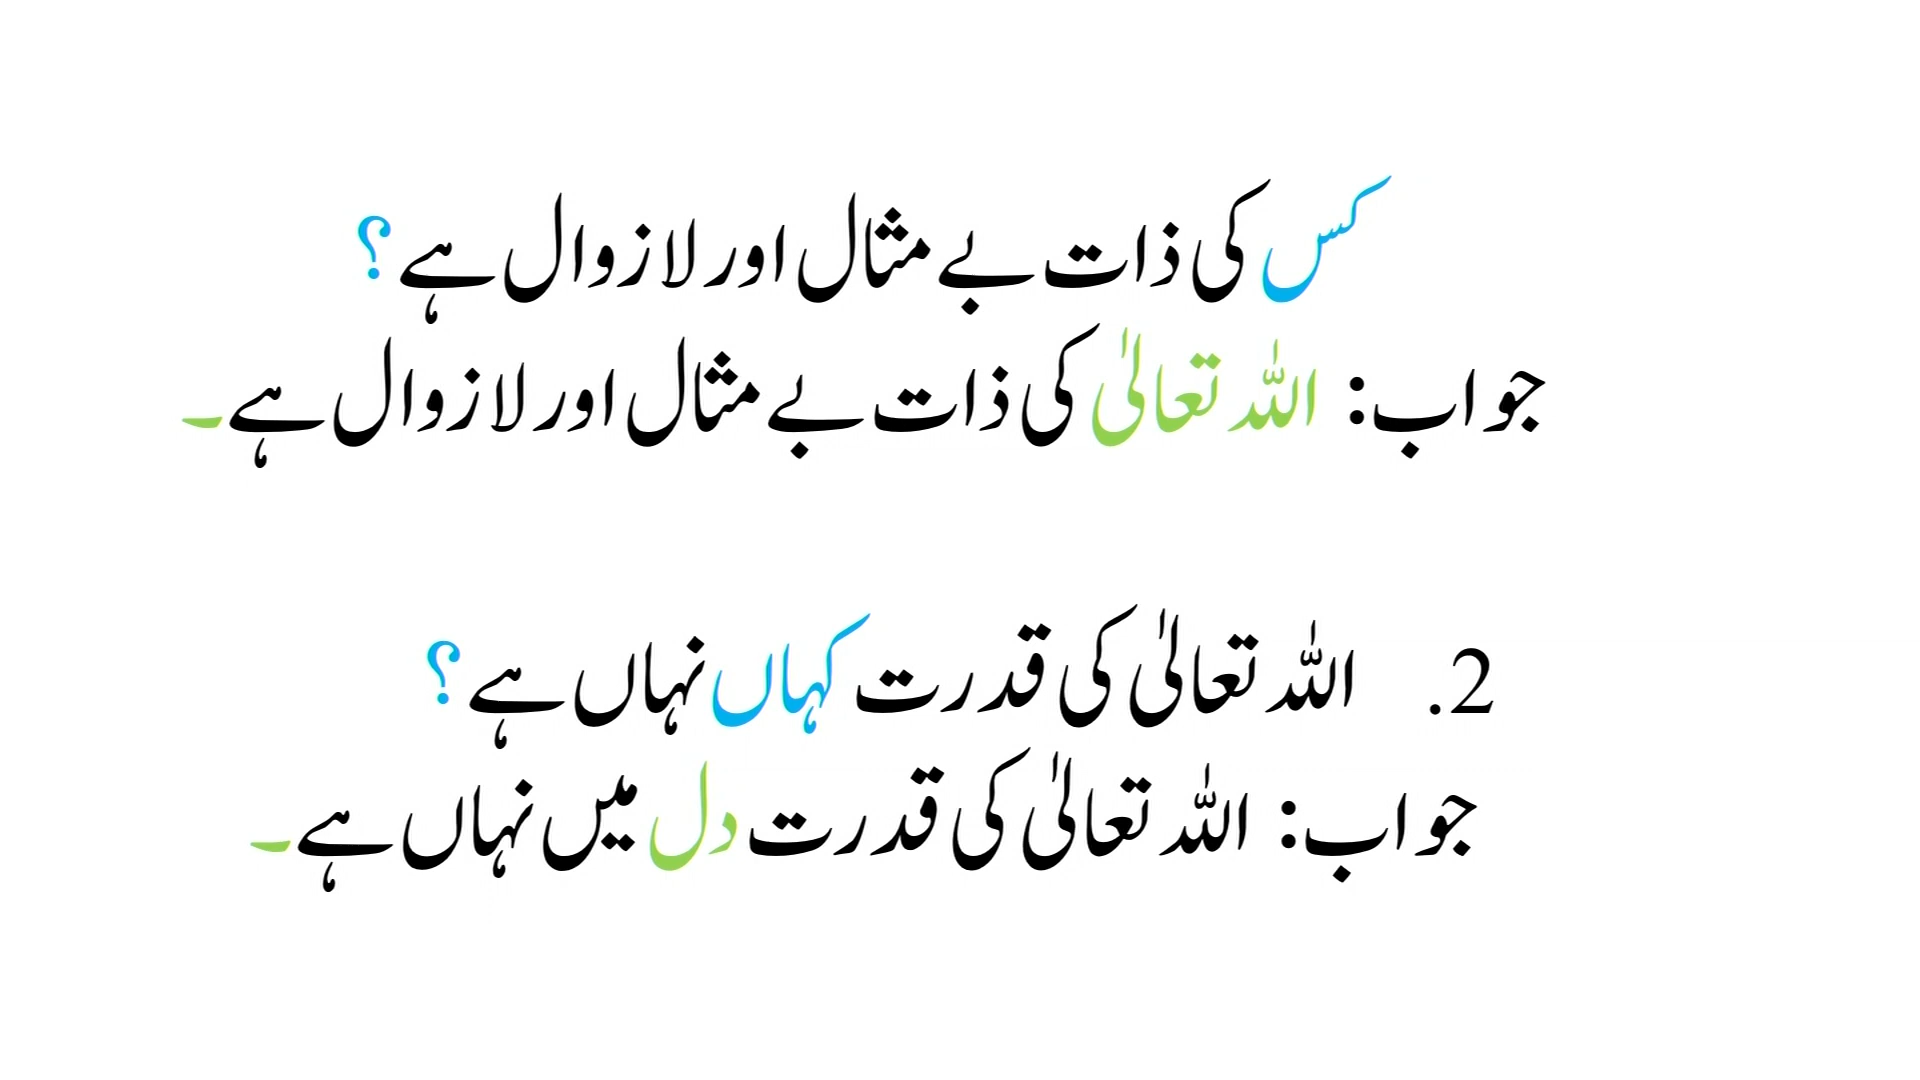 کس کی ذات بے مثال اور لازوال ہے؟
جواب: اللہ تعالیٰ کی ذات بے مثال اور لازوال ہے۔
2. اللہ تعالیٰ کی قدرت کہاں نہاں ہے؟
جواب: اللہ تعالیٰ کی قدرت دل میں نہاں ہے۔